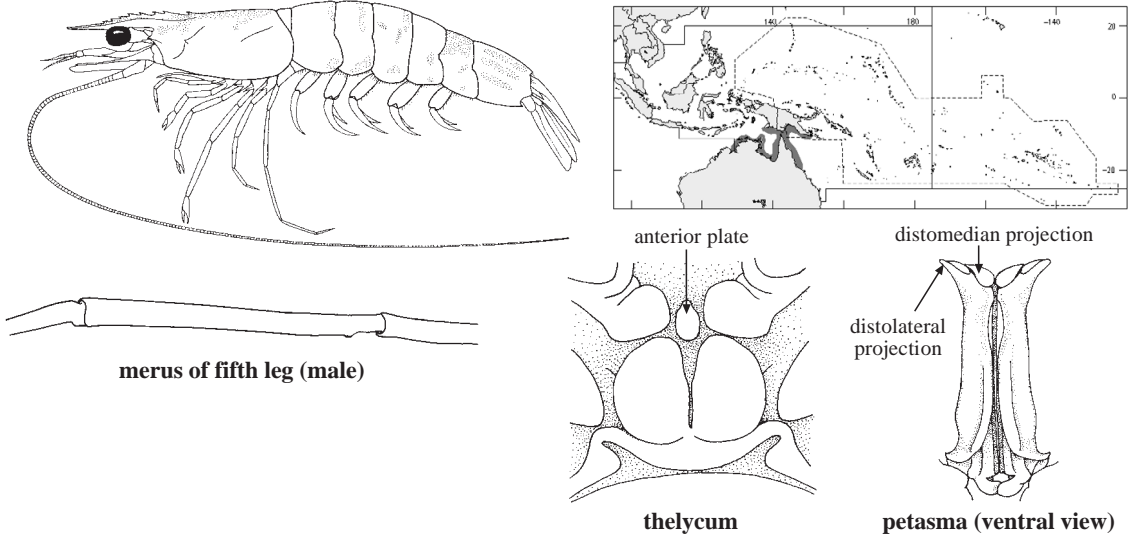 140
180
−140
20
0
−20
anterior plate
distomedian projection
distolateral
projection
merus of fifth leg (male)
thelycum
petasma (ventral view)